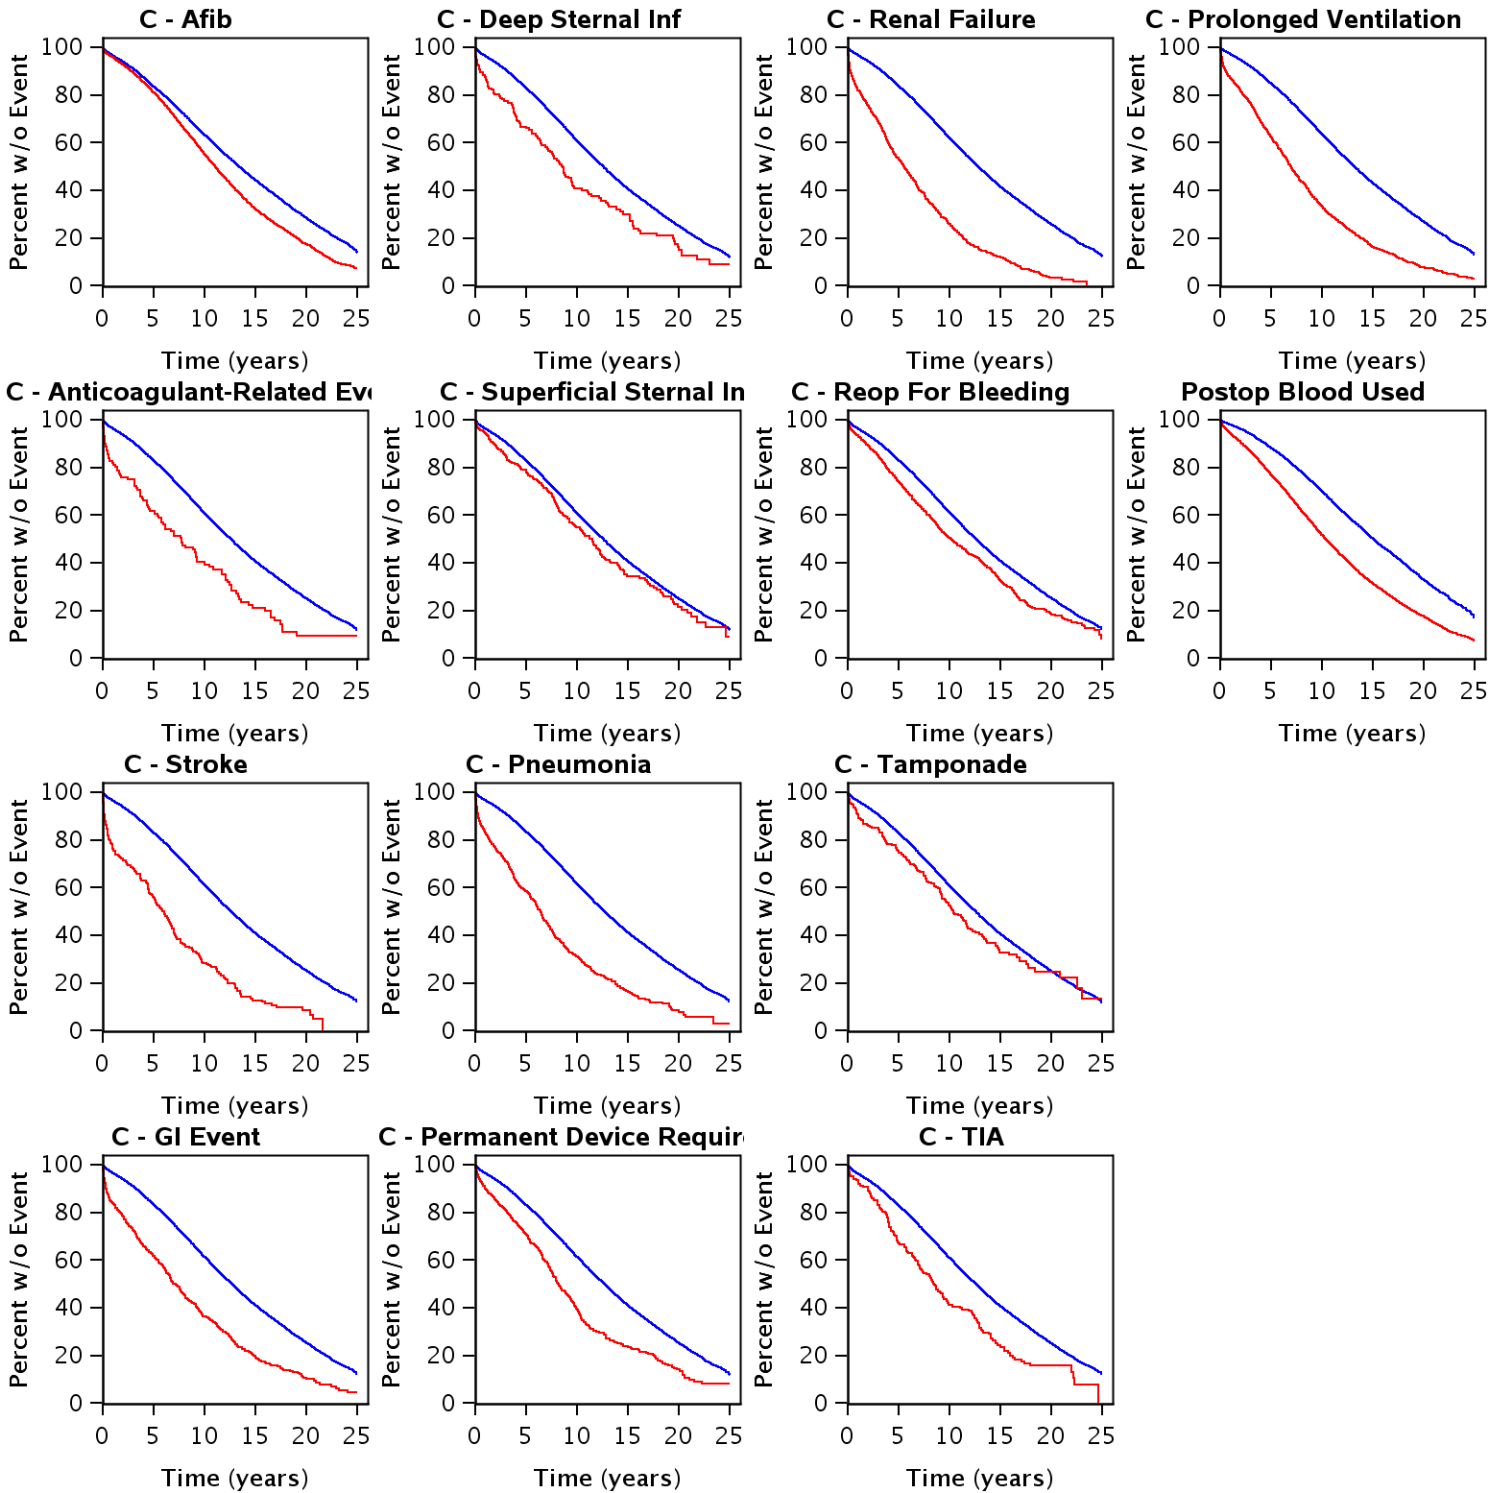 C - Afib
C - Deep Sternal Inf
C - Renal Failure
C - Prolonged Ventilation
Percent w/o Event
100
80
60
40
20
0
0 5 10 15 20 25
Time (years)
Percent w/o Event
100
80
60
40
20
0
0 5 10 15 20 25
Time (years)
Percent w/o Event
100
80
60
40
20
0
0 5 10 15 20 25
Time (years)
Percent w/o Event
100
80
60
40
20
0
0 5 10 15 20 25
Time (years)
C - Anticoagulant-Related Eve
C - Superficial Sternal In
C - Reop For Bleeding
Postop Blood Used
Percent w/o Event
100
80
60
40
20
0
0 5 10 15 20 25
Time (years)
Percent w/o Event
100
80
60
40
20
0
0 5 10 15 20 25
Time (years)
Percent w/o Event
100
80
60
40
20
0
0 5 10 15 20 25
Time (years)
Percent w/o Event
100
80
60
40
20
0
0 5 10 15 20 25
Time (years)
C - Stroke
C - Pneumonia
C - Tamponade
Percent w/o Event
100
80
60
40
20
0
0 5 10 15 20 25
Time (years)
Percent w/o Event
100
80
60
40
20
0
0 5 10 15 20 25
Time (years)
Percent w/o Event
100
80
60
40
20
0
0 5 10 15 20 25
Time (years)
C - GI Event
C - Permanent Device Requir
C - TIA
Percent w/o Event
100
80
60
40
20
0
0 5 10 15 20 25
Time (years)
Percent w/o Event
100
80
60
40
20
0
0 5 10 15 20 25
Time (years)
Percent w/o Event
100
80
60
40
20
0
0 5 10 15 20 25
Time (years)